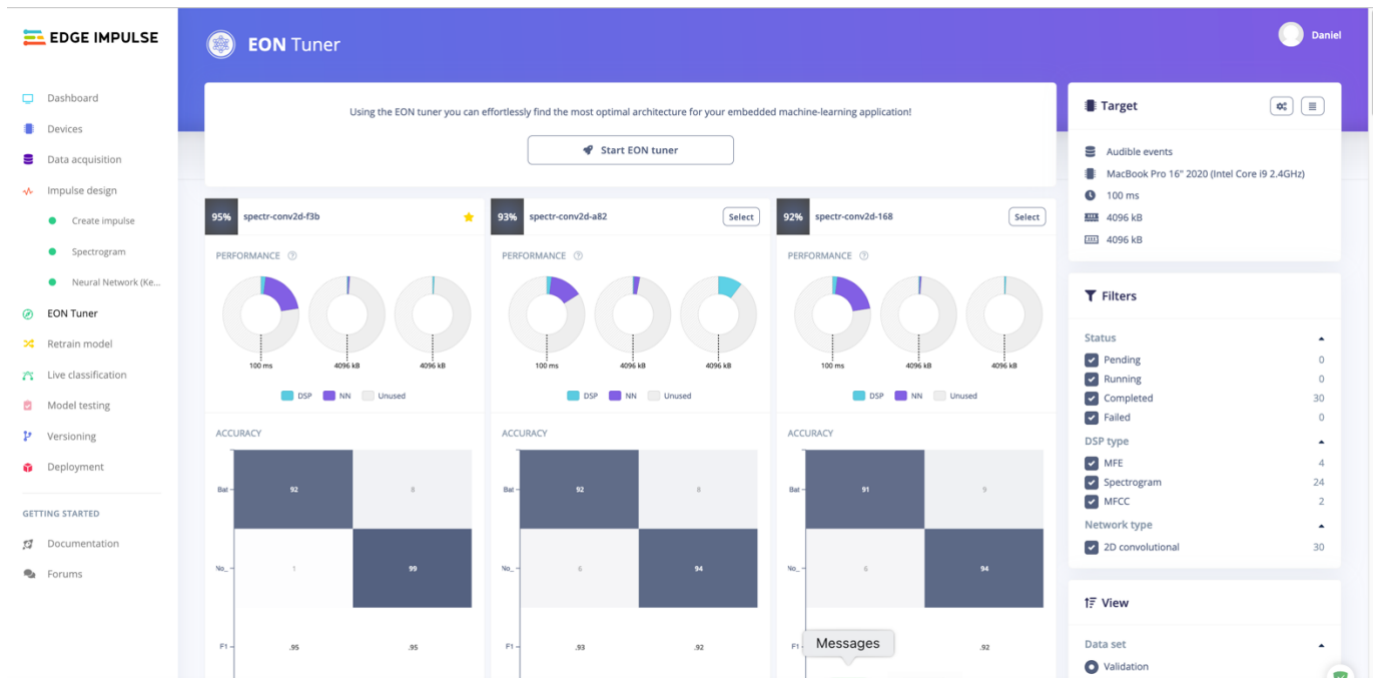 EDGE IMPULSE
Dashboard
Devices
Data acquisition
Impulse design
Create impulse
Spectrogram
Neural Network (Ke...
EON Tuner
Retrain model
Live classification
Model testing
Versioning
Deployment
GETTING STARTED
Documentation
Forums
EON Tuner
Daniel
Using the EON tuner you can effortlessly find the most optimal architecture for your embedded machine-learning application!
Start EON tuner
95% spectr-conv2d-f3b
PERFORMANCE ?
100 ms 4096 kB 4096 kB
DSP NN Unused
ACCURACY
Bat 92 8
No_ 1 99
F1 .95 .95
93% spectr-conv2d-a82 Select
PERFORMANCE ?
100 ms 4096 kB 4096 kB
DSP NN Unused
ACCURACY
Bat 92 8
No_ 6 94
F1 .93 .92
92% spectr-conv2d-168 Select
PERFORMANCE ?
100 ms 4096 kB 4096 kB
DSP NN Unused
ACCURACY
Bat 91 9
No_ 6 94
F1 .92
Messages
Target
Audible events
MacBook Pro 16" 2020 (Intel Core i9 2.4GHz)
100 ms
4096 kB
4096 kB
Filters
Status
Pending 0
Running 0
Completed 30
Failed 0
DSP type
MFE 4
Spectrogram 24
MFCC 2
Network type
2D convolutional 30
View
Data set
Validation